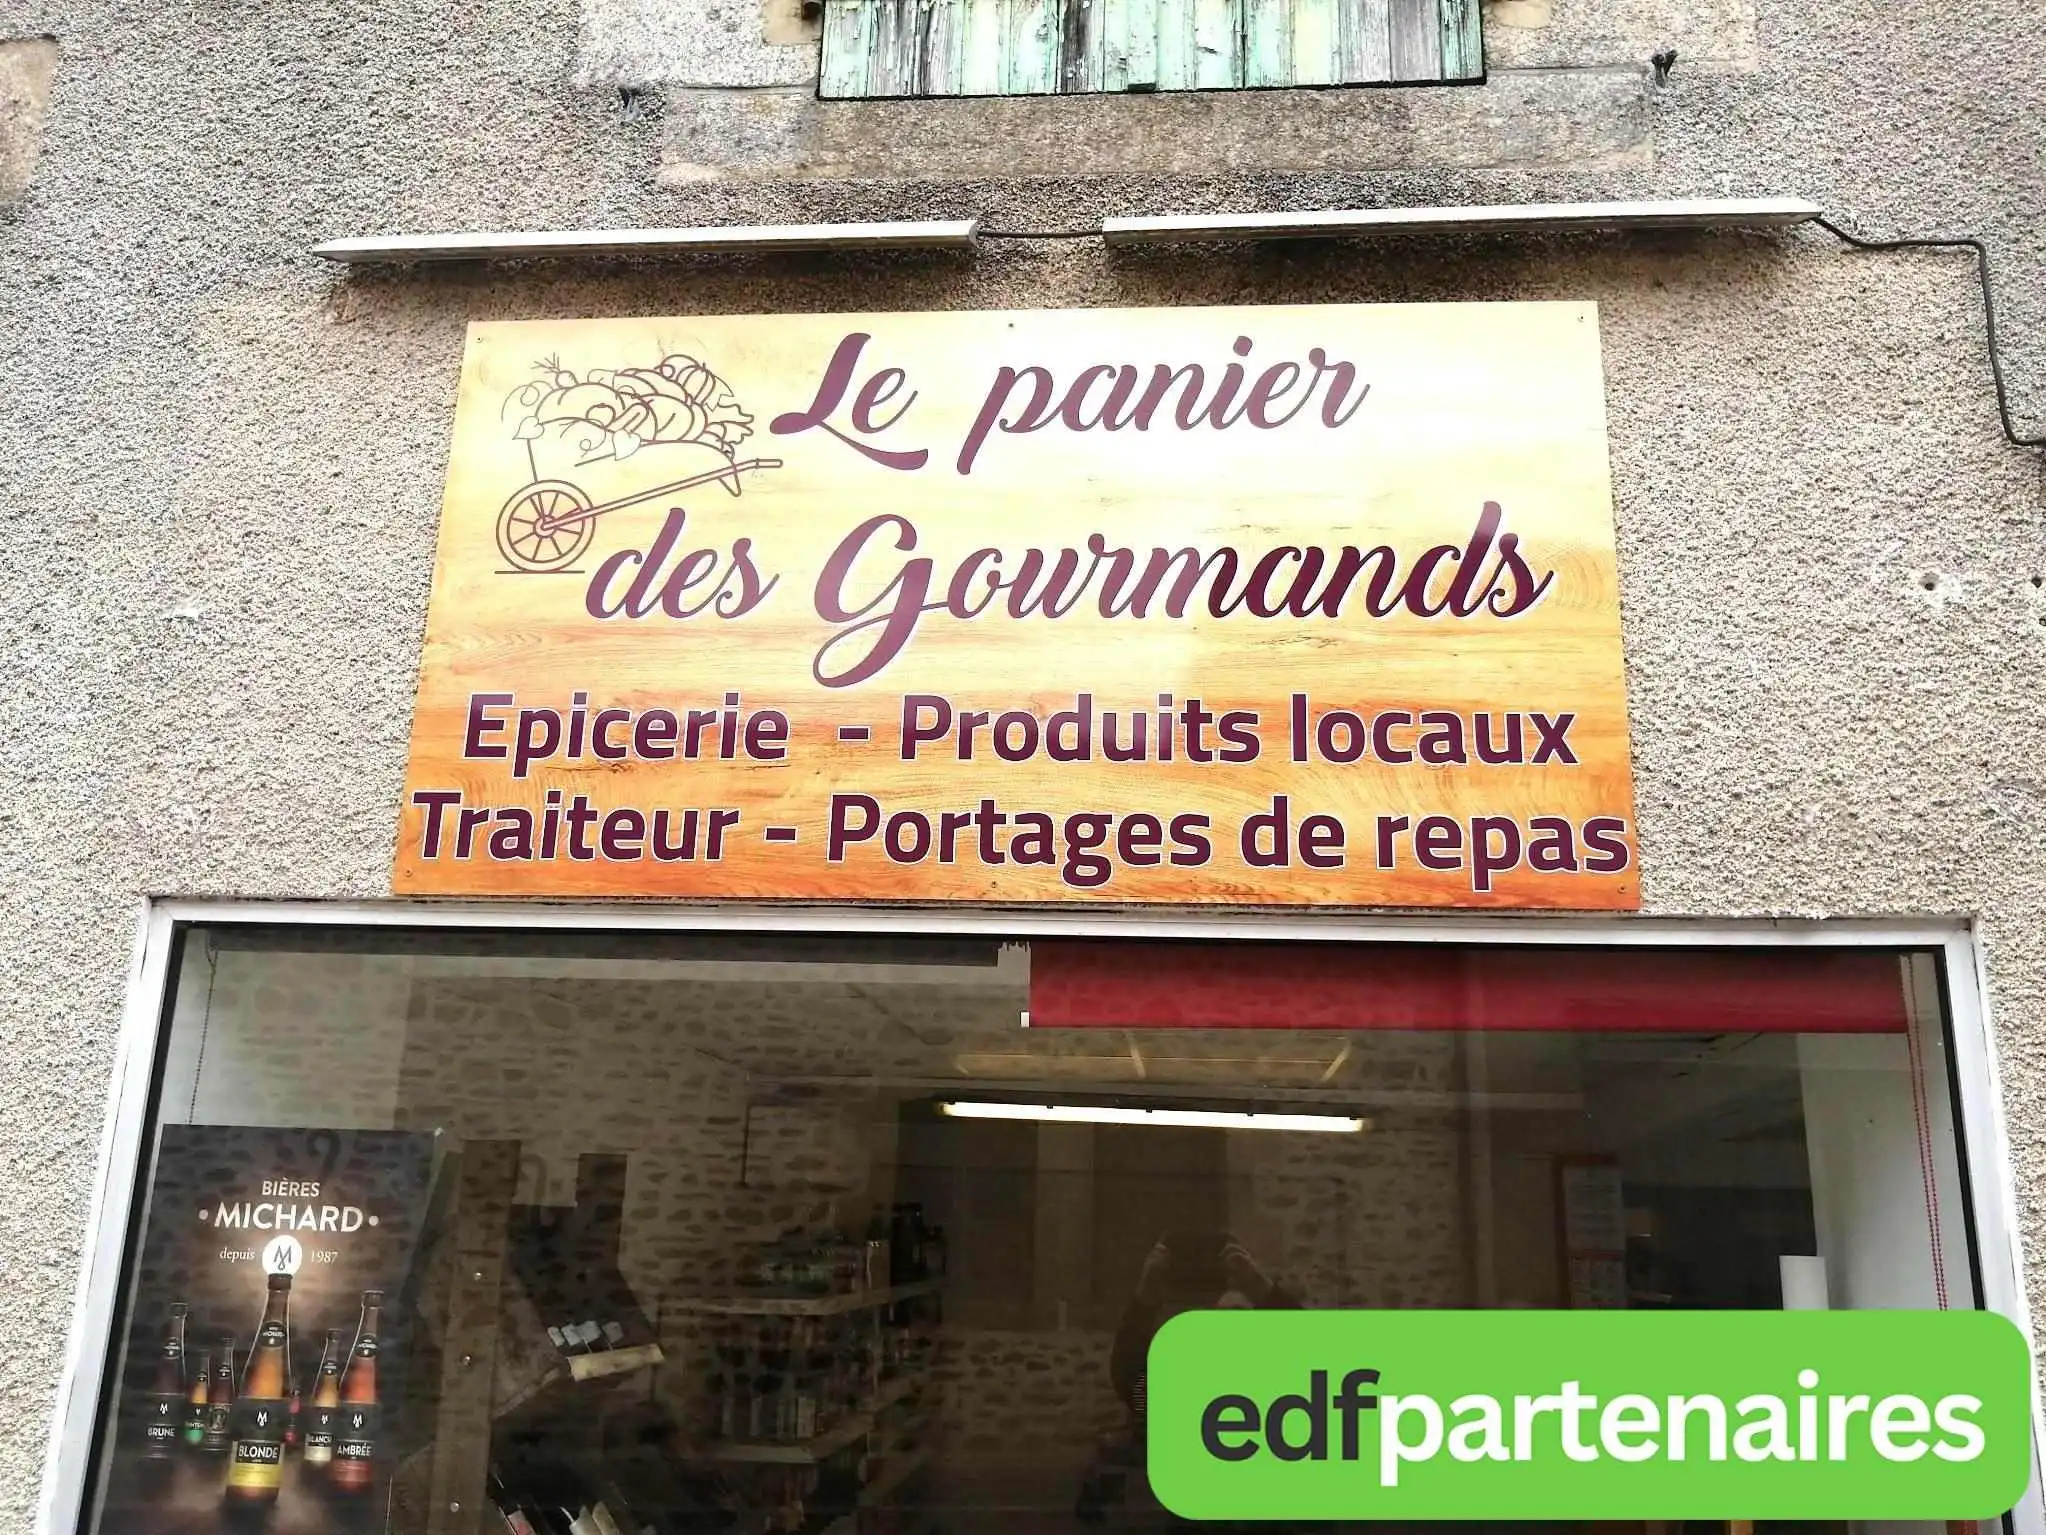 Le panier
des Gourmands
Epicerie - Produits locaux
Traiteur - Portages de repas
BIÈRES
• MICHARD •
depuis M 1987
BRUNE
BLONDE
AMBRÉE
edfpartenaires